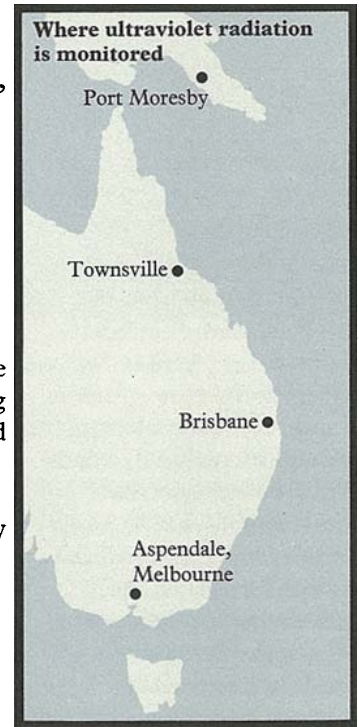 Where ultraviolet radiation
is monitored
Port Moresby
Townsville
Brisbane
Aspendale,
Melbourne